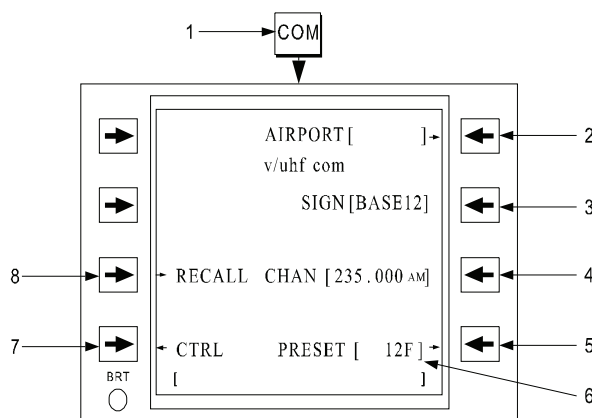 1 COM
AIRPORT [ ] 2
v/uhf com
SIGN [BASE12] 3
8 RECALL CHAN [235.000 AM] 4
7 CTRL PRESET [ 12F ] 5
BRT [ ] 6